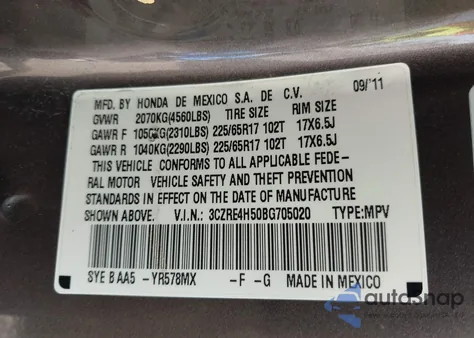 MFD. BY HONDA DE MEXICO S.A. DE C.V. 09/'11
GVWR 2070KG(4560LBS) TIRE SIZE RIM SIZE
GAWR F 1050KG(2310LBS) 225/65R17 102T 17X6.5J
GAWR R 1040KG(2290LBS) 225/65R17 102T 17X6.5J
THIS VEHICLE CONFORMS TO ALL APPLICABLE FEDE-
RAL MOTOR VEHICLE SAFETY AND THEFT PREVENTION
STANDARDS IN EFFECT ON THE DATE OF MANUFACTURE
SHOWN ABOVE. V.I.N.: 3CZRE4H50BG705020 TYPE:MPV
SYE B AA5 -YR578MX -F -G MADE IN MEXICO
autosnap